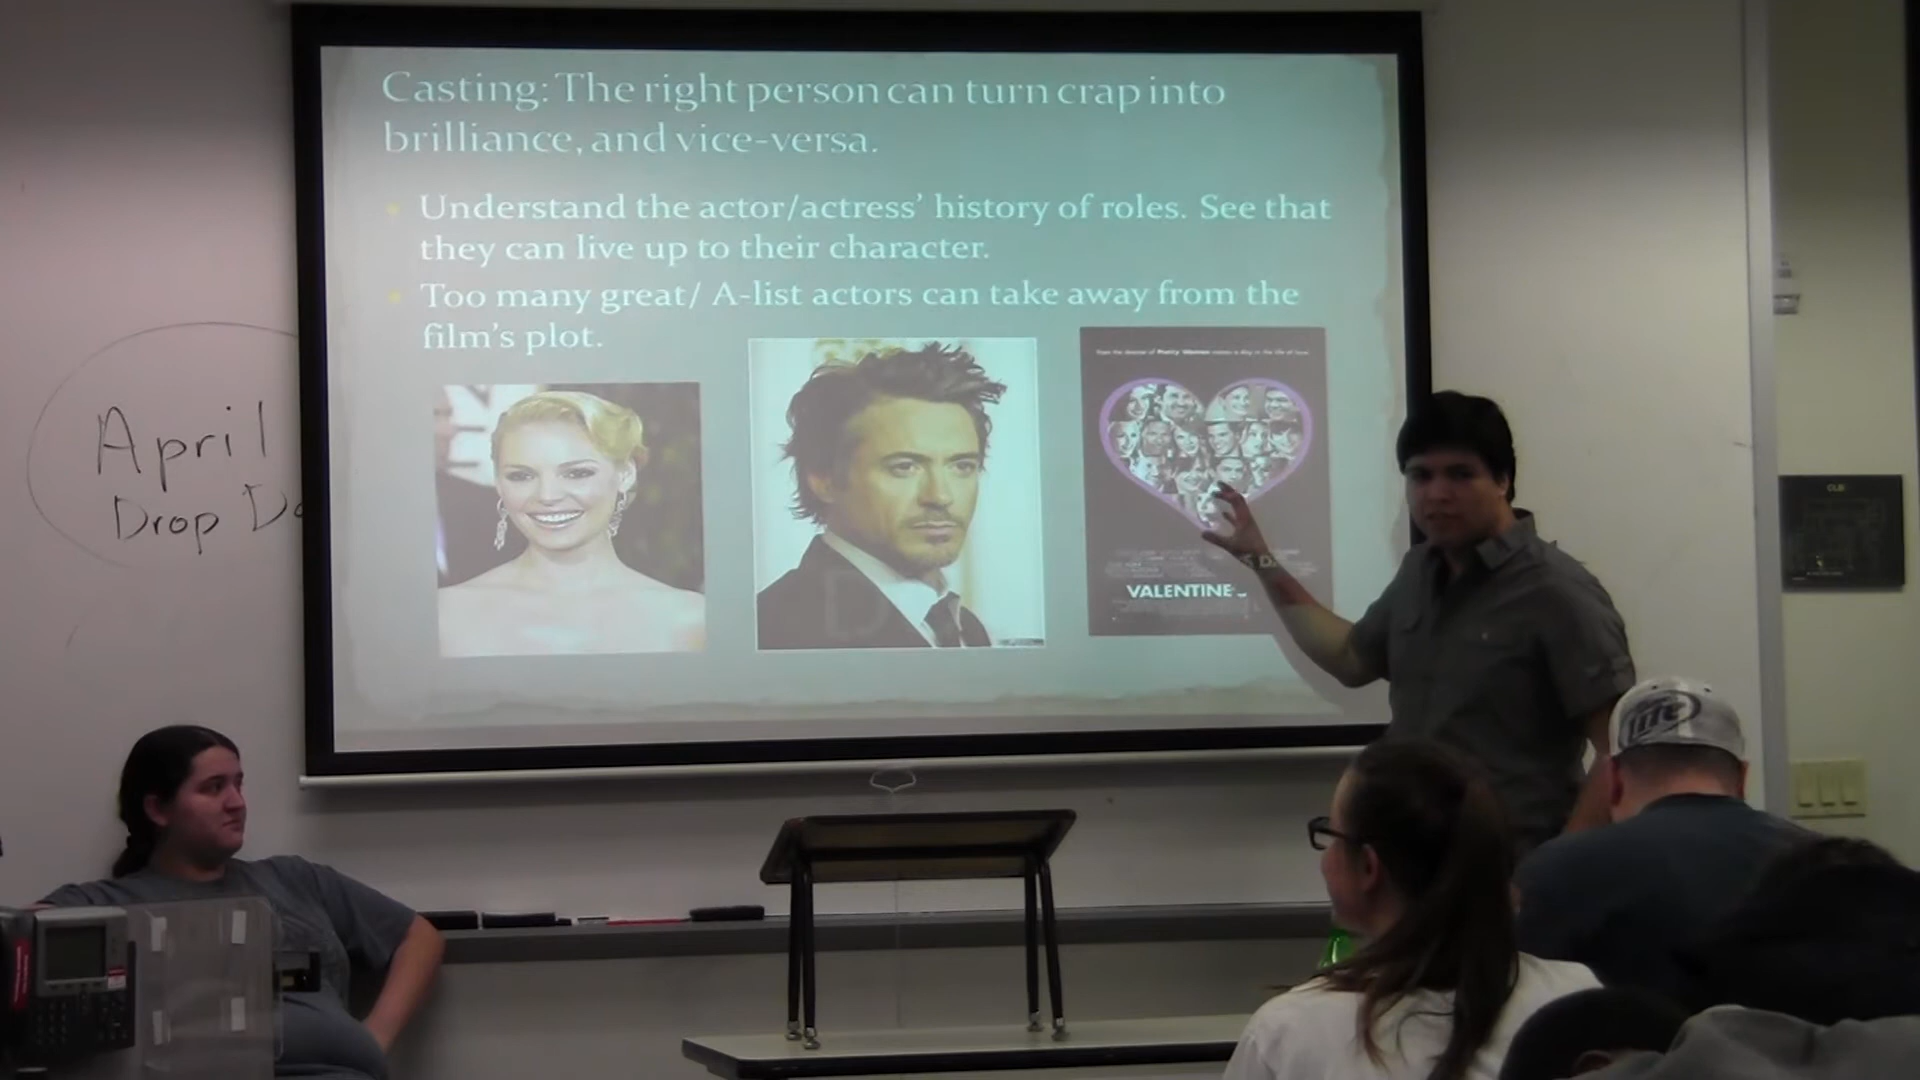 Casting: The right person can turn crap into
brilliance, and vice-versa.
Understand the actor/actress' history of roles. See that
they can live up to their character.
Too many great/ A-list actors can take away from the
film's plot.
April
Drop
VALENTINE
Lite